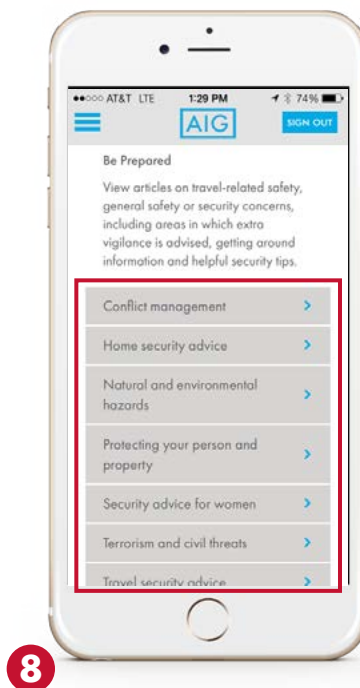 AT&T LTE 1:29 PM 74%
AIG SIGN OUT
Be Prepared
View articles on travel-related safety,
general safety or security concerns,
including areas in which extra
vigilance is advised, getting around
information and helpful security tips.
Conflict management
Home security advice
Natural and environmental
hazards
Protecting your person and
property
Security advice for women
Terrorism and civil threats
Travel security advice
8